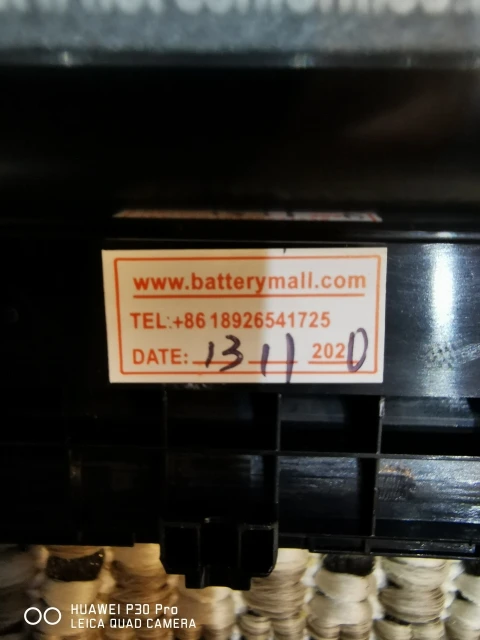 www.batterymall.com
TEL:+86 18926541725
DATE: 13 11 2020
HUAWEI P30 Pro
LEICA QUAD CAMERA